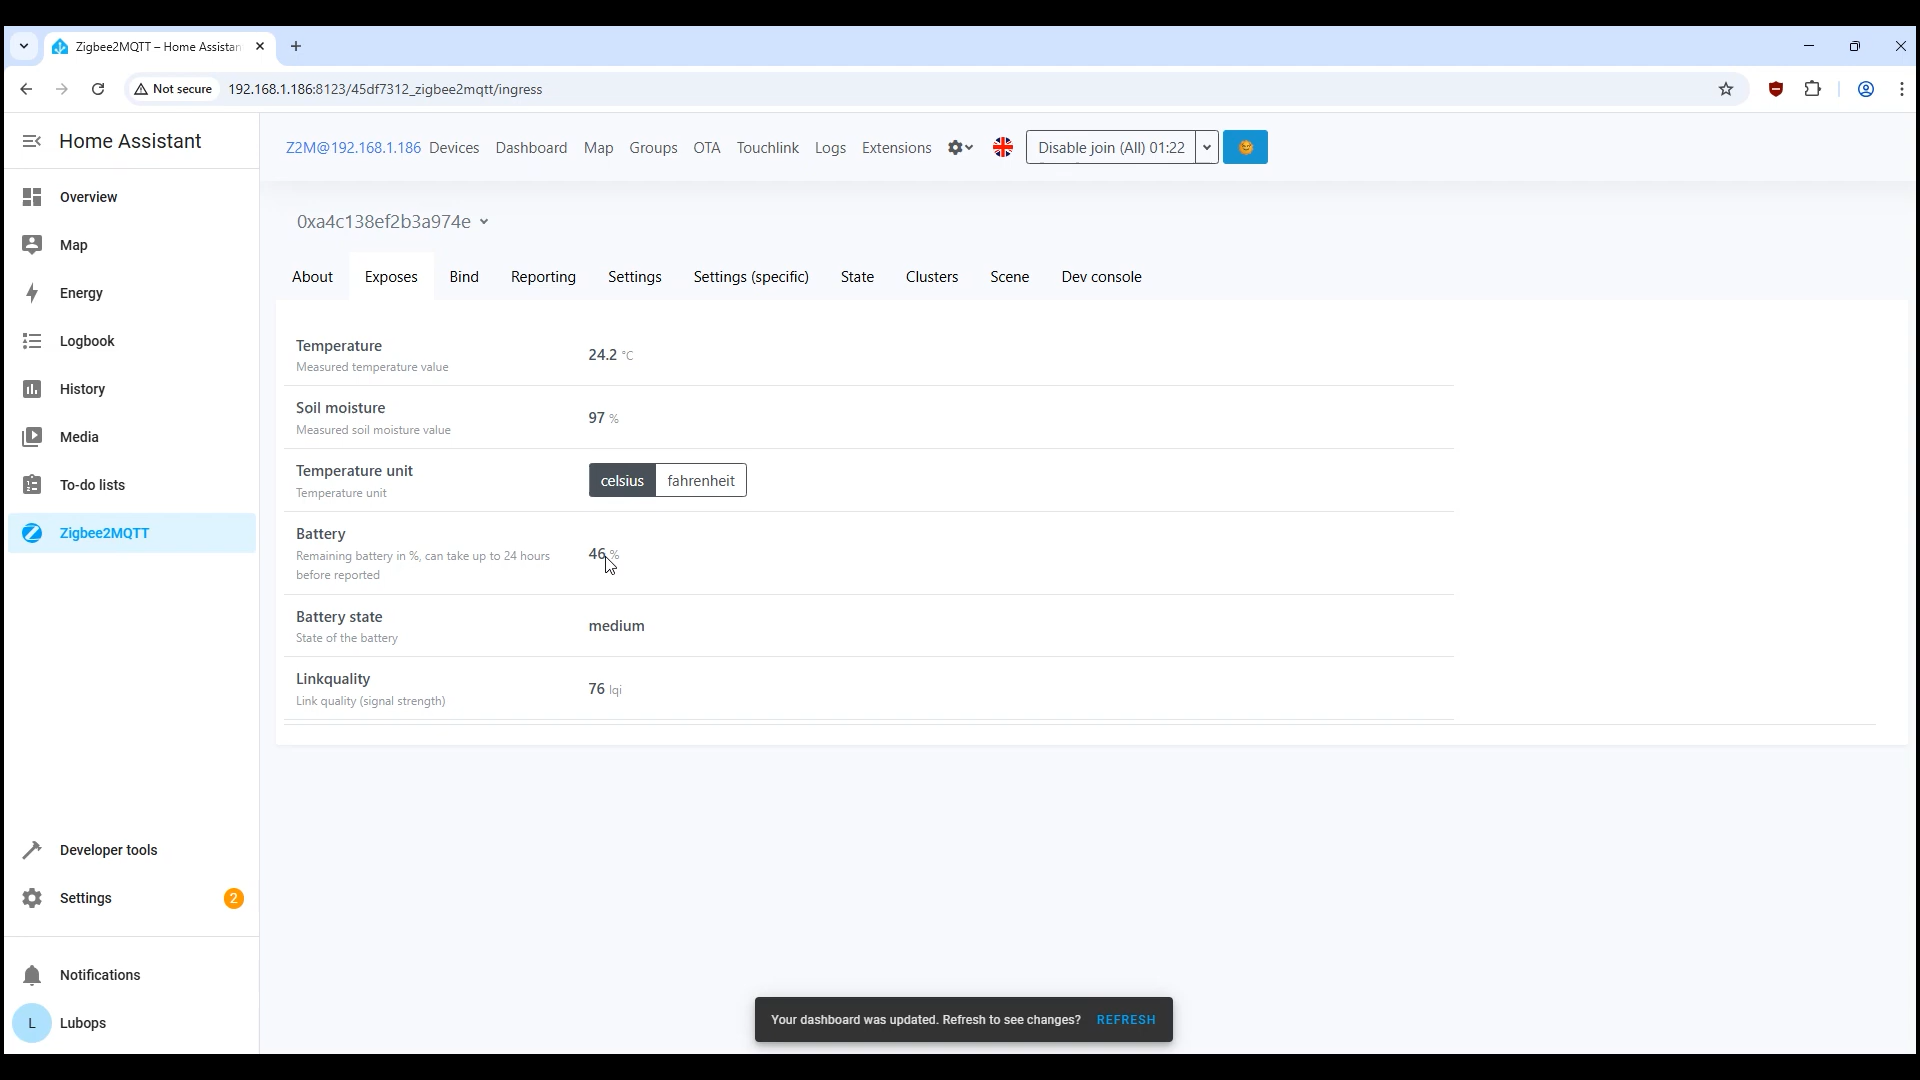 Zigbee2MQTT – Home Assistan
Not secure
192.168.1.186:8123/45df7312_zigbee2mqtt/ingress
Home Assistant
Overview
Map
Energy
Logbook
History
Media
To-do lists
Zigbee2MQTT
Developer tools
Settings 2
Notifications
L Lubops
Z2M@192.168.1.186 Devices Dashboard Map Groups OTA Touchlink Logs Extensions Disable join (All) 01:22
0xa4c138ef2b3a974e
About Exposes Bind Reporting Settings Settings (specific) State Clusters Scene Dev console
Temperature
Measured temperature value
24.2 °C
Soil moisture
Measured soil moisture value
97 %
Temperature unit
Temperature unit
celsius fahrenheit
Battery
Remaining battery in %, can take up to 24 hours
before reported
46 %
Battery state
State of the battery
medium
Linkquality
Link quality (signal strength)
76 lqi
Your dashboard was updated. Refresh to see changes? REFRESH